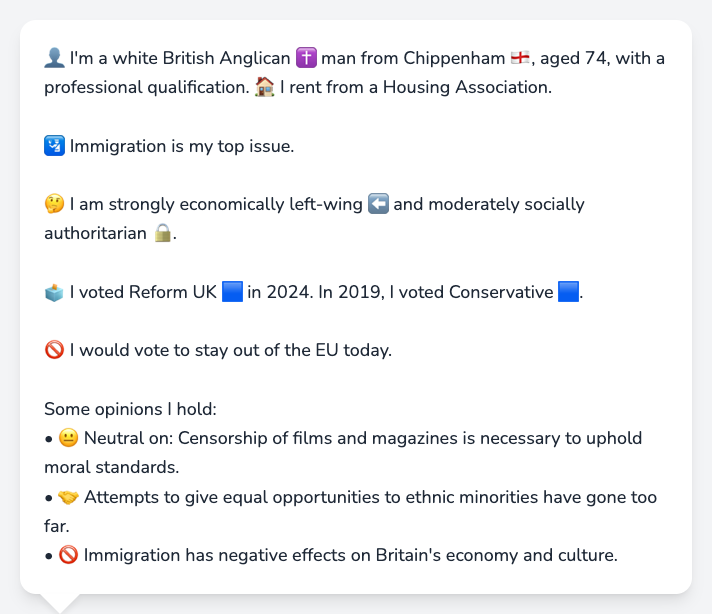 👤 I'm a white British Anglican ✝️ man from Chippenham 🏴󠁧󠁢󠁥󠁮󠁧󠁿, aged 74, with a
professional qualification. 🏠 I rent from a Housing Association.
🛂 Immigration is my top issue.
🤔 I am strongly economically left-wing ⬅️ and moderately socially
authoritarian 🔒.
🗳️ I voted Reform UK 🟦 in 2024. In 2019, I voted Conservative 🟦.
🚫 I would vote to stay out of the EU today.
Some opinions I hold:
• 😐 Neutral on: Censorship of films and magazines is necessary to uphold
moral standards.
• 🤝 Attempts to give equal opportunities to ethnic minorities have gone too
far.
• 🚫 Immigration has negative effects on Britain's economy and culture.